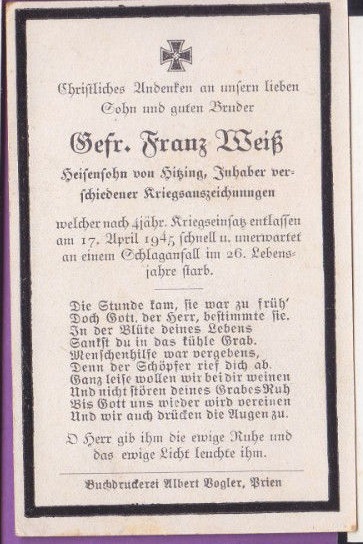 Christliches Andenken an unsern lieben
Sohn und guten Bruder
Gefr. Franz Weiß
Heisensohn von Hitzing, Inhaber ver-
schiedener Kriegsauszeichnungen
welcher nach 4jähr. Kriegseinsatz entlassen
am 17. April 1945 schnell u. unerwartet
an einem Schlaganfall im 26. Lebens-
jahre starb.
Die Stunde kam, sie war zu früh'
Doch Gott, der Herr, bestimmte sie.
In der Blüte deines Lebens
Sankst du in das kühle Grab.
Menschenhilfe war vergebens,
Denn der Schöpfer rief dich ab.
Ganz leise wollen wir bei dir weinen
Und nicht stören deines Grabes Ruh
Bis Gott uns wieder wird vereinen
Und wir auch drücken die Augen zu.
O Herr gib ihm die ewige Ruhe und
das ewige Licht leuchte ihm.
Buchdruckerei Albert Vogler, Prien